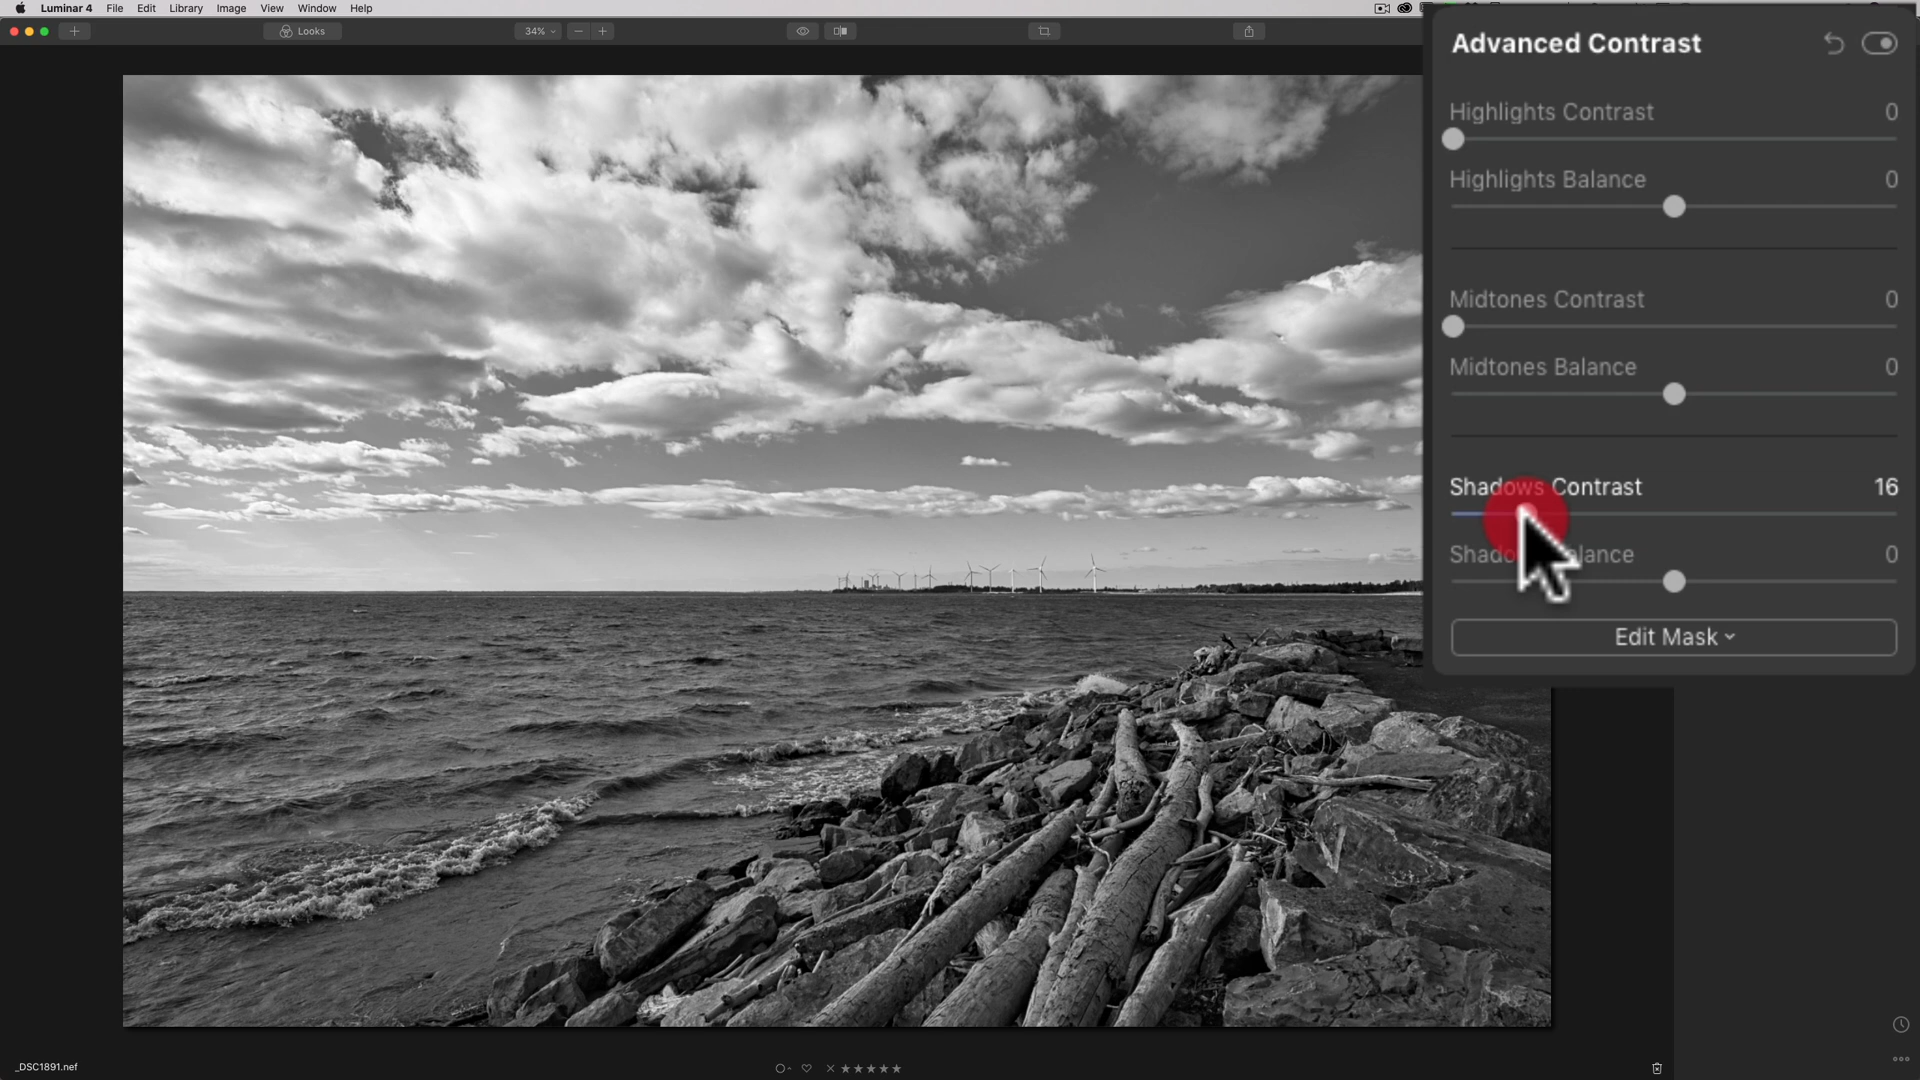 Luminar 4 File Edit Library Image View Window Help
Looks
34%
Advanced Contrast
Highlights Contrast 0
Highlights Balance 0
Midtones Contrast 0
Midtones Balance 0
Shadows Contrast 16
0
Edit Mask
_DSC1891.nef